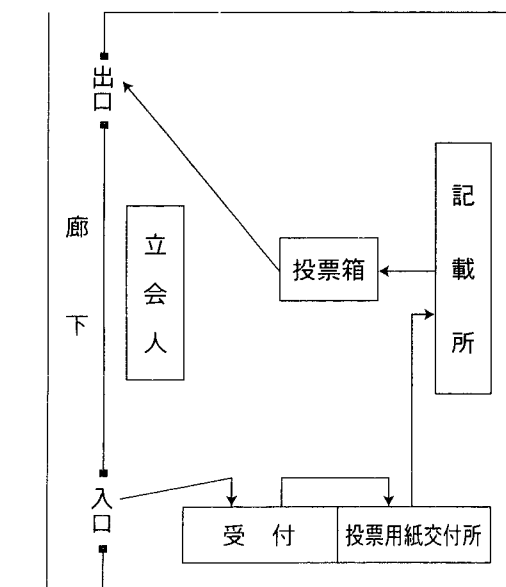 出口
廊下
立会人
投票箱
記載所
入口
受付
投票用紙交付所